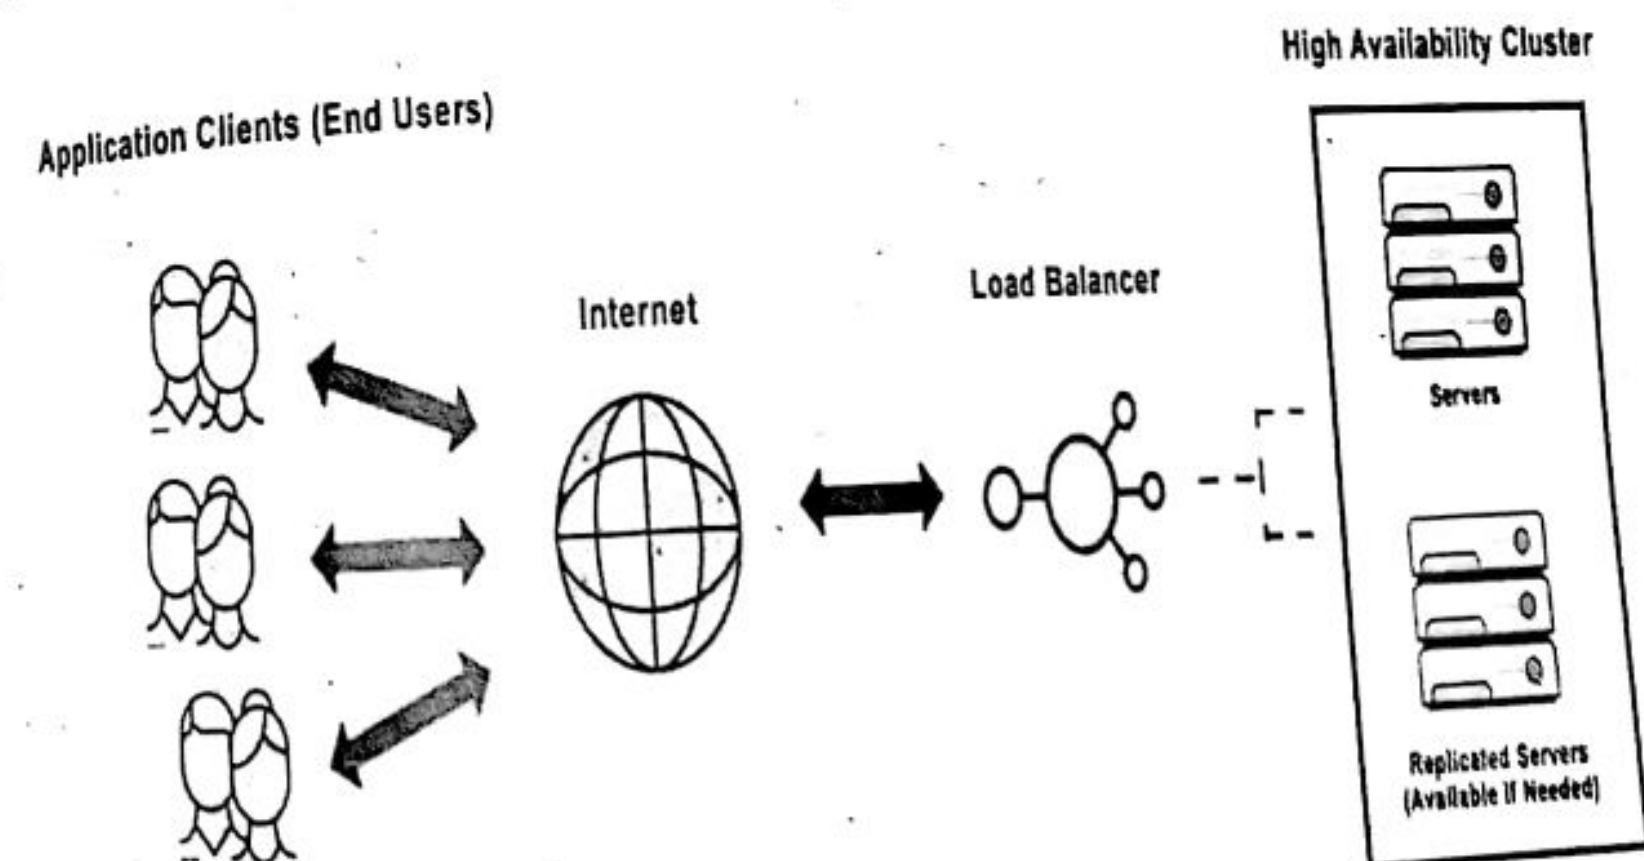 High Availability Cluster
Application Clients (End Users)
Internet
Load Balancer
Servers
Replicated Servers
(Available if Needed)